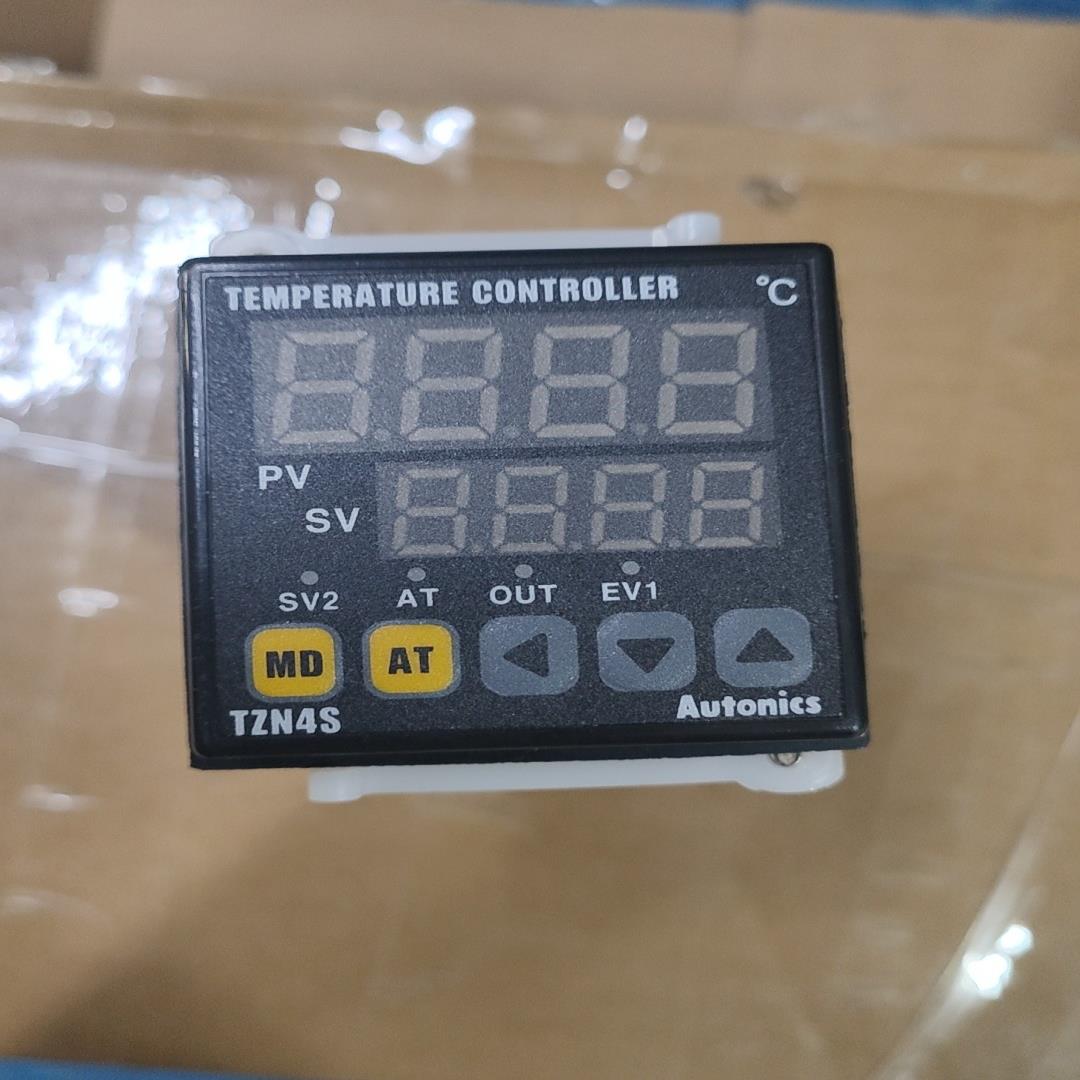 TEMPERATURE CONTROLLER °C
PV
SV
SV2 AT OUT EV1
MD AT
TZN4S Autonics